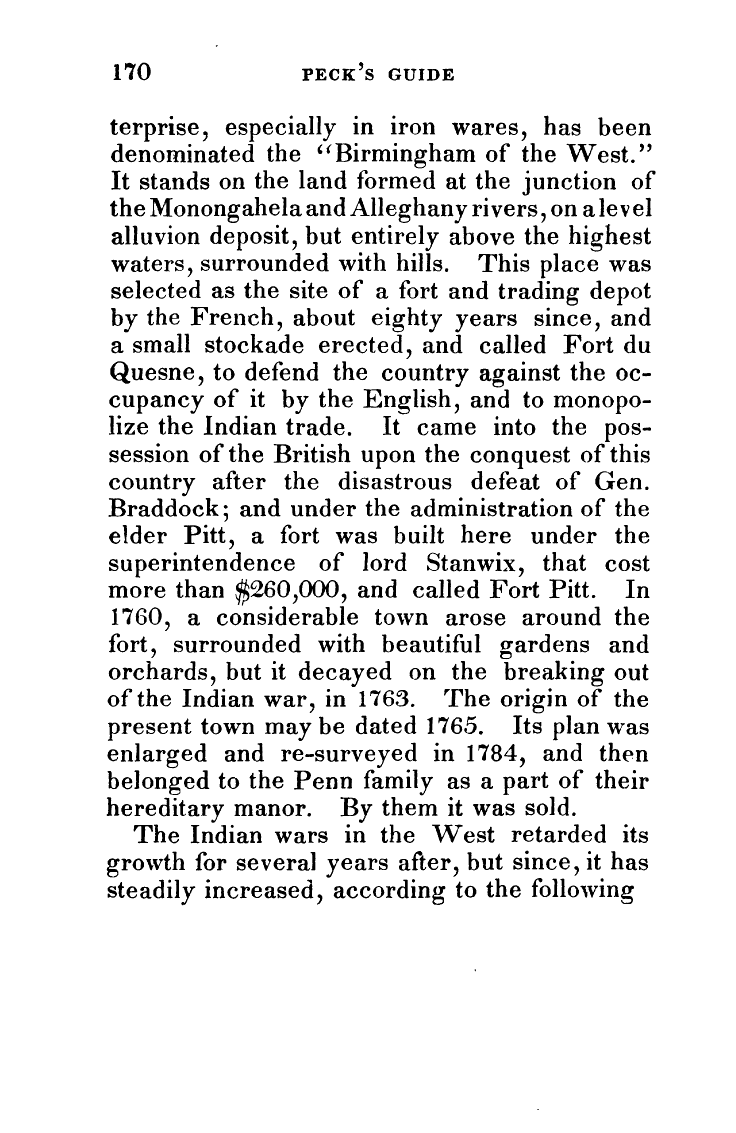 170 PECK'S GUIDE
terprise, especially in iron wares, has been
denominated the "Birmingham of the West."
It stands on the land formed at the junction of
the Monongahela and Alleghany rivers, on a level
alluvion deposit, but entirely above the highest
waters, surrounded with hills. This place was
selected as the site of a fort and trading depot
by the French, about eighty years since, and
a small stockade erected, and called Fort du
Quesne, to defend the country against the oc-
cupancy of it by the English, and to monopo-
lize the Indian trade. It came into the pos-
session of the British upon the conquest of this
country after the disastrous defeat of Gen.
Braddock; and under the administration of the
elder Pitt, a fort was built here under the
superintendence of lord Stanwix, that cost
more than $260,000, and called Fort Pitt. In
1760, a considerable town arose around the
fort, surrounded with beautiful gardens and
orchards, but it decayed on the breaking out
of the Indian war, in 1763. The origin of the
present town may be dated 1765. Its plan was
enlarged and re-surveyed in 1784, and then
belonged to the Penn family as a part of their
hereditary manor. By them it was sold.
The Indian wars in the West retarded its
growth for several years after, but since, it has
steadily increased, according to the following